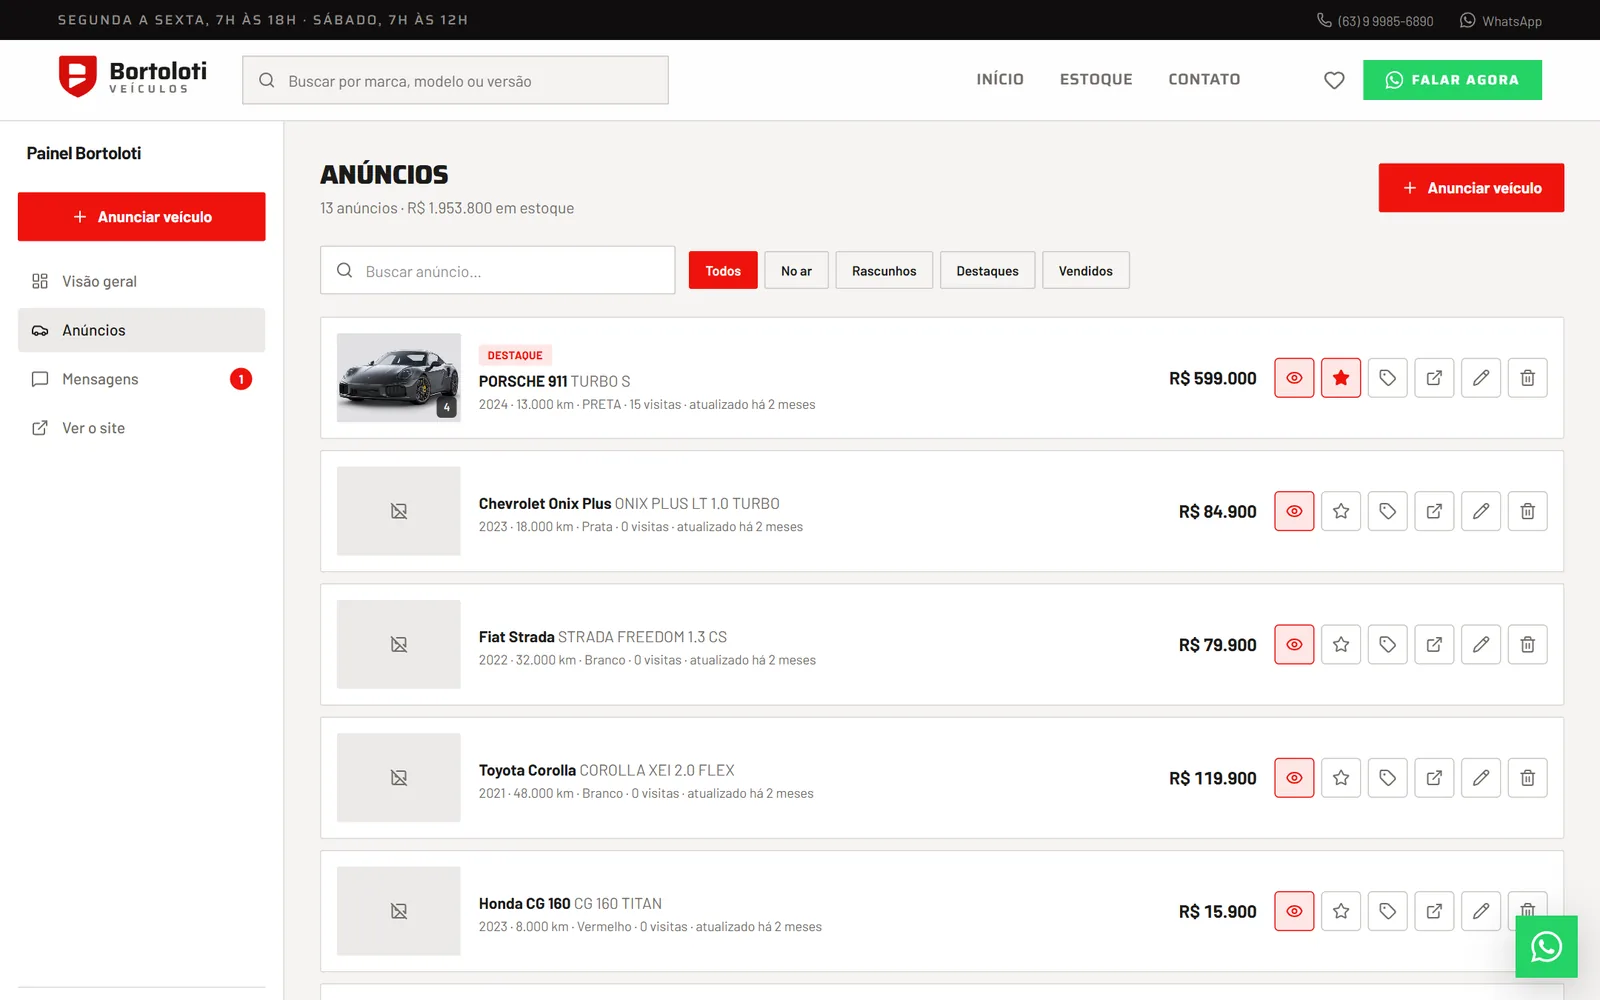 SEGUNDA A SEXTA, 7H ÀS 18H · SÁBADO, 7H ÀS 12H
(63) 9 9985-6890
WhatsApp
Bortoloti
VEÍCULOS
Buscar por marca, modelo ou versão
INÍCIO
ESTOQUE
CONTATO
FALAR AGORA
Painel Bortoloti
+ Anunciar veículo
Visão geral
Anúncios
Mensagens
1
Ver o site
ANÚNCIOS
13 anúncios · R$ 1.953.800 em estoque
+ Anunciar veículo
Buscar anúncio...
Todos
No ar
Rascunhos
Destaques
Vendidos
4
DESTAQUE
PORSCHE 911 TURBO S
2024 · 13.000 km · PRETA · 15 visitas · atualizado há 2 meses
R$ 599.000
Chevrolet Onix Plus ONIX PLUS LT 1.0 TURBO
2023 · 18.000 km · Prata · 0 visitas · atualizado há 2 meses
R$ 84.900
Fiat Strada STRADA FREEDOM 1.3 CS
2022 · 32.000 km · Branco · 0 visitas · atualizado há 2 meses
R$ 79.900
Toyota Corolla COROLLA XEI 2.0 FLEX
2021 · 48.000 km · Branco · 0 visitas · atualizado há 2 meses
R$ 119.900
Honda CG 160 CG 160 TITAN
2023 · 8.000 km · Vermelho · 0 visitas · atualizado há 2 meses
R$ 15.900